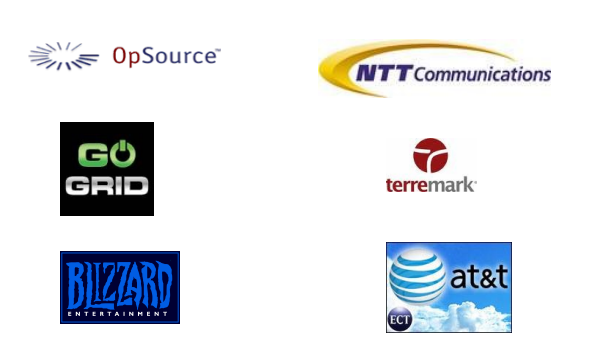 OpSource™
NTT Communications
GO
GRID
terremark
BLIZZARD
ENTERTAINMENT
at&t
ECT